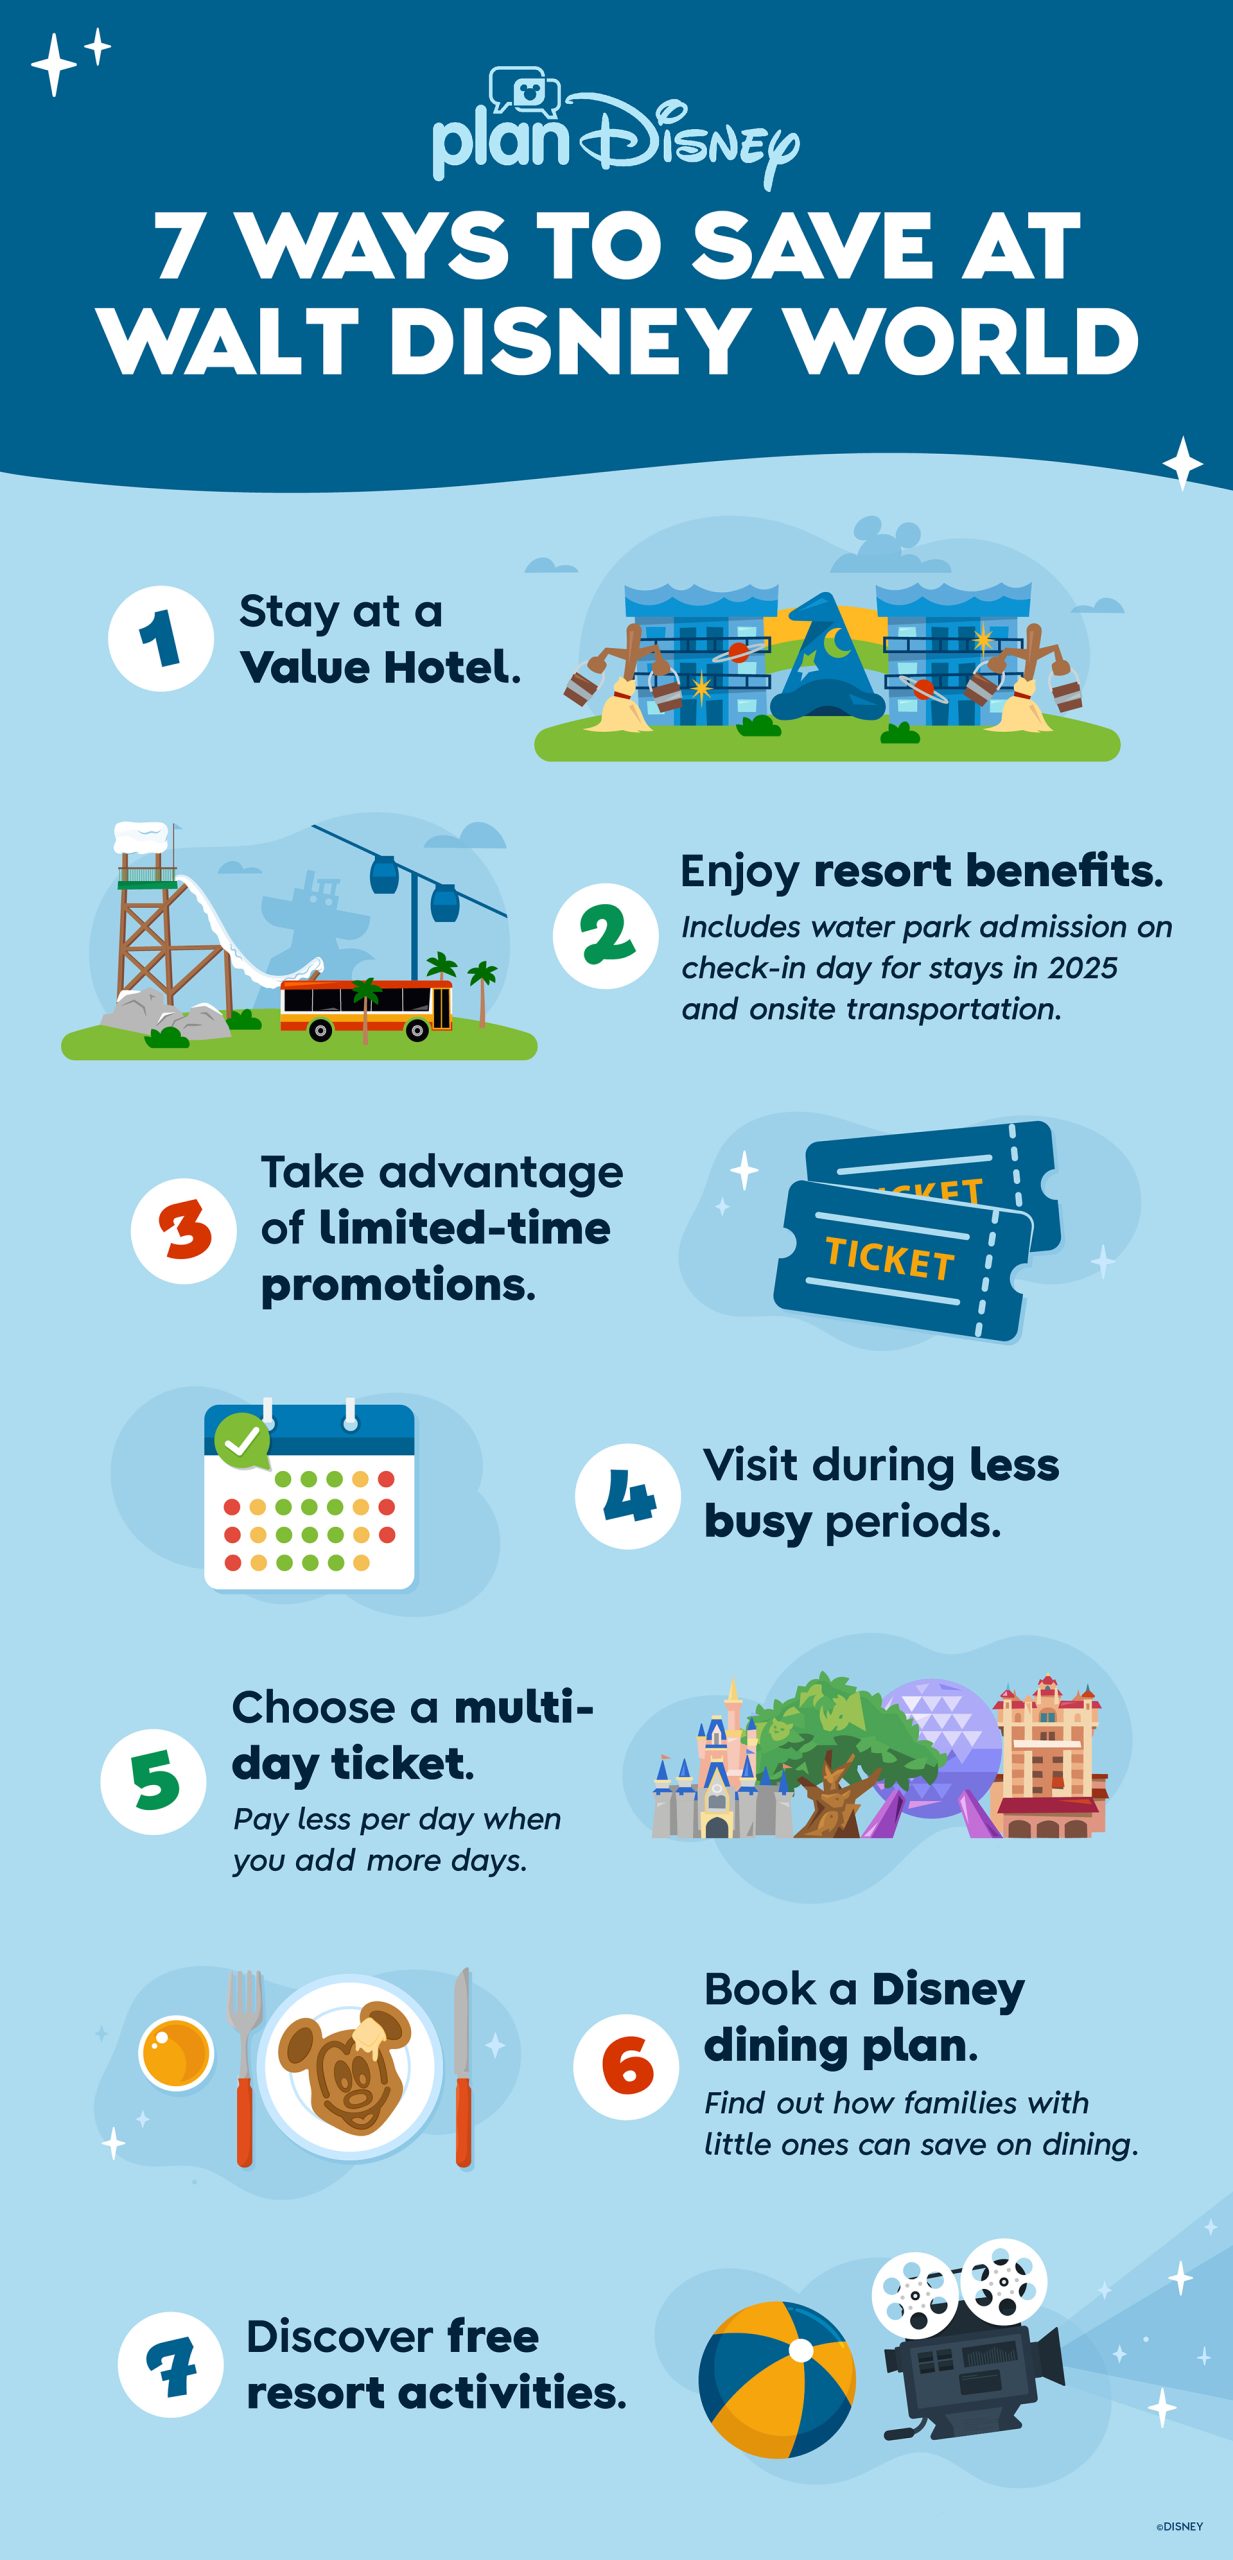 plan Disney
7 WAYS TO SAVE AT
WALT DISNEY WORLD
1
Stay at a
Value Hotel.
2
Enjoy resort benefits.
Includes water park admission on
check-in day for stays in 2025
and onsite transportation.
3
Take advantage
of limited-time
promotions.
TICKET
TICKET
4
Visit during less
busy periods.
5
Choose a multi-
day ticket.
Pay less per day when
you add more days.
6
Book a Disney
dining plan.
Find out how families with
little ones can save on dining.
7
Discover free
resort activities.
©DISNEY